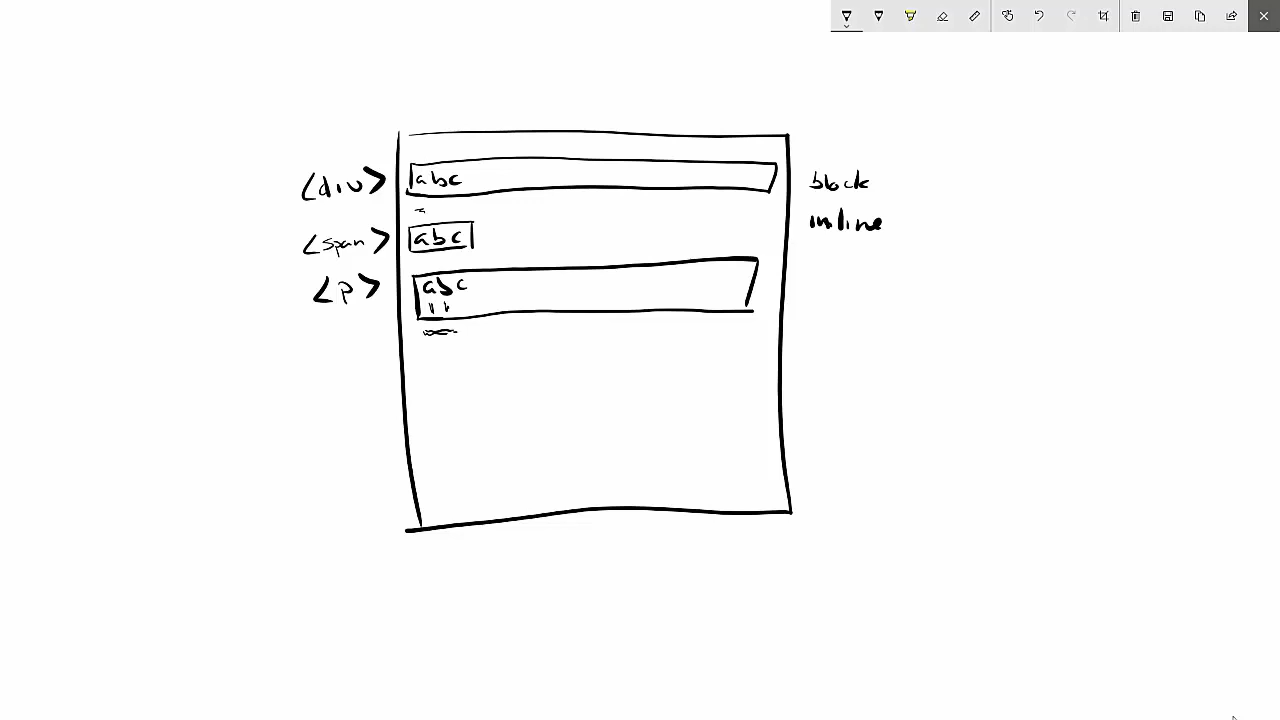 <div> abc block
<span> abc inline
<p> abc